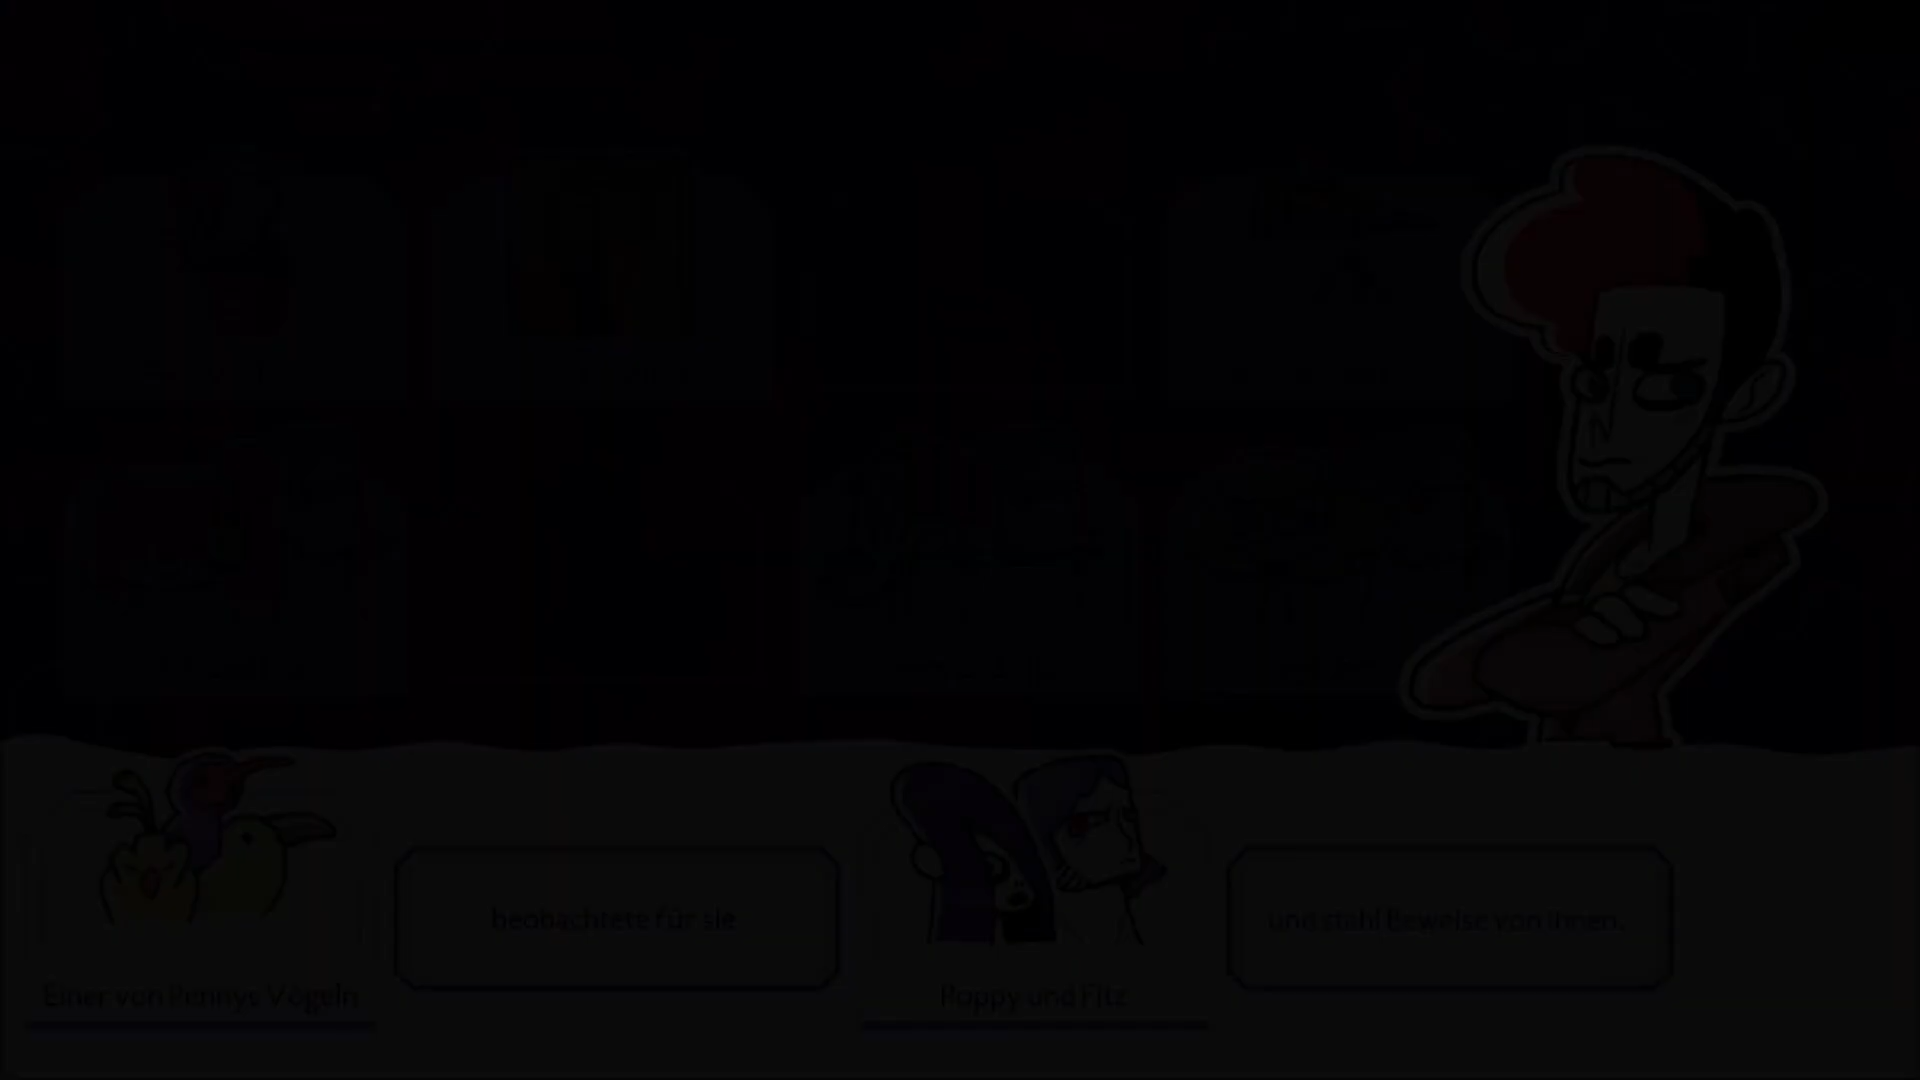 beobachtete für sie
und stahl Beweise von ihnen.
Einer von Pennys Vögeln
Poppy und Fitz